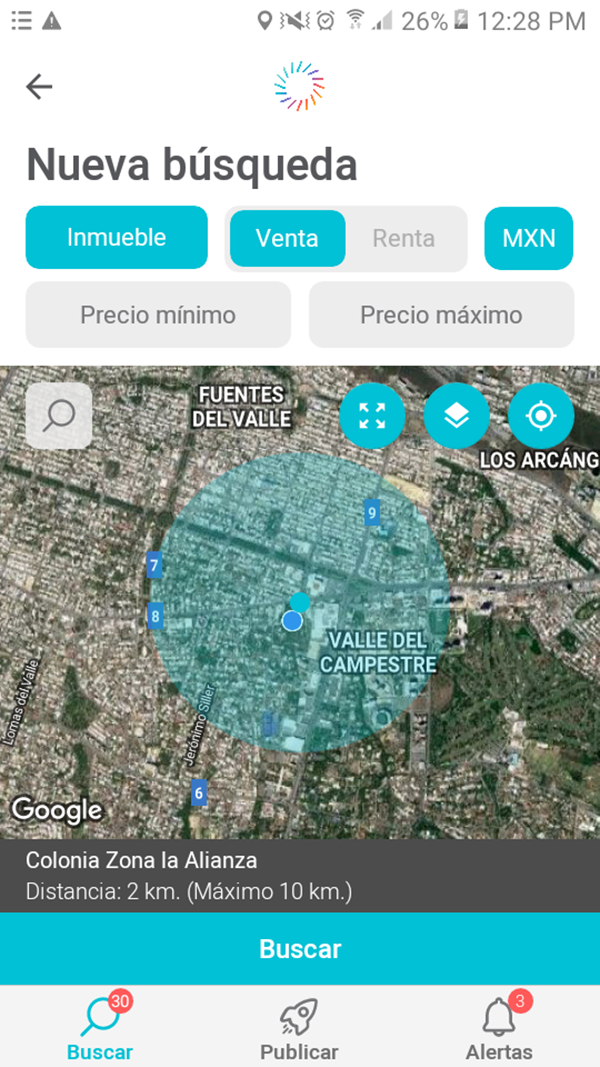 26% 12:28 PM
Nueva búsqueda
Inmueble
Venta
Renta
MXN
Precio mínimo
Precio máximo
FUENTES
DEL VALLE
LOS ARCÁNG
9
7
8
VALLE DEL
CAMPESTRE
Lomas del Valle
Jerónimo Siller
6
Google
Colonia Zona la Alianza
Distancia: 2 km. (Máximo 10 km.)
Buscar
30
3
Buscar
Publicar
Alertas